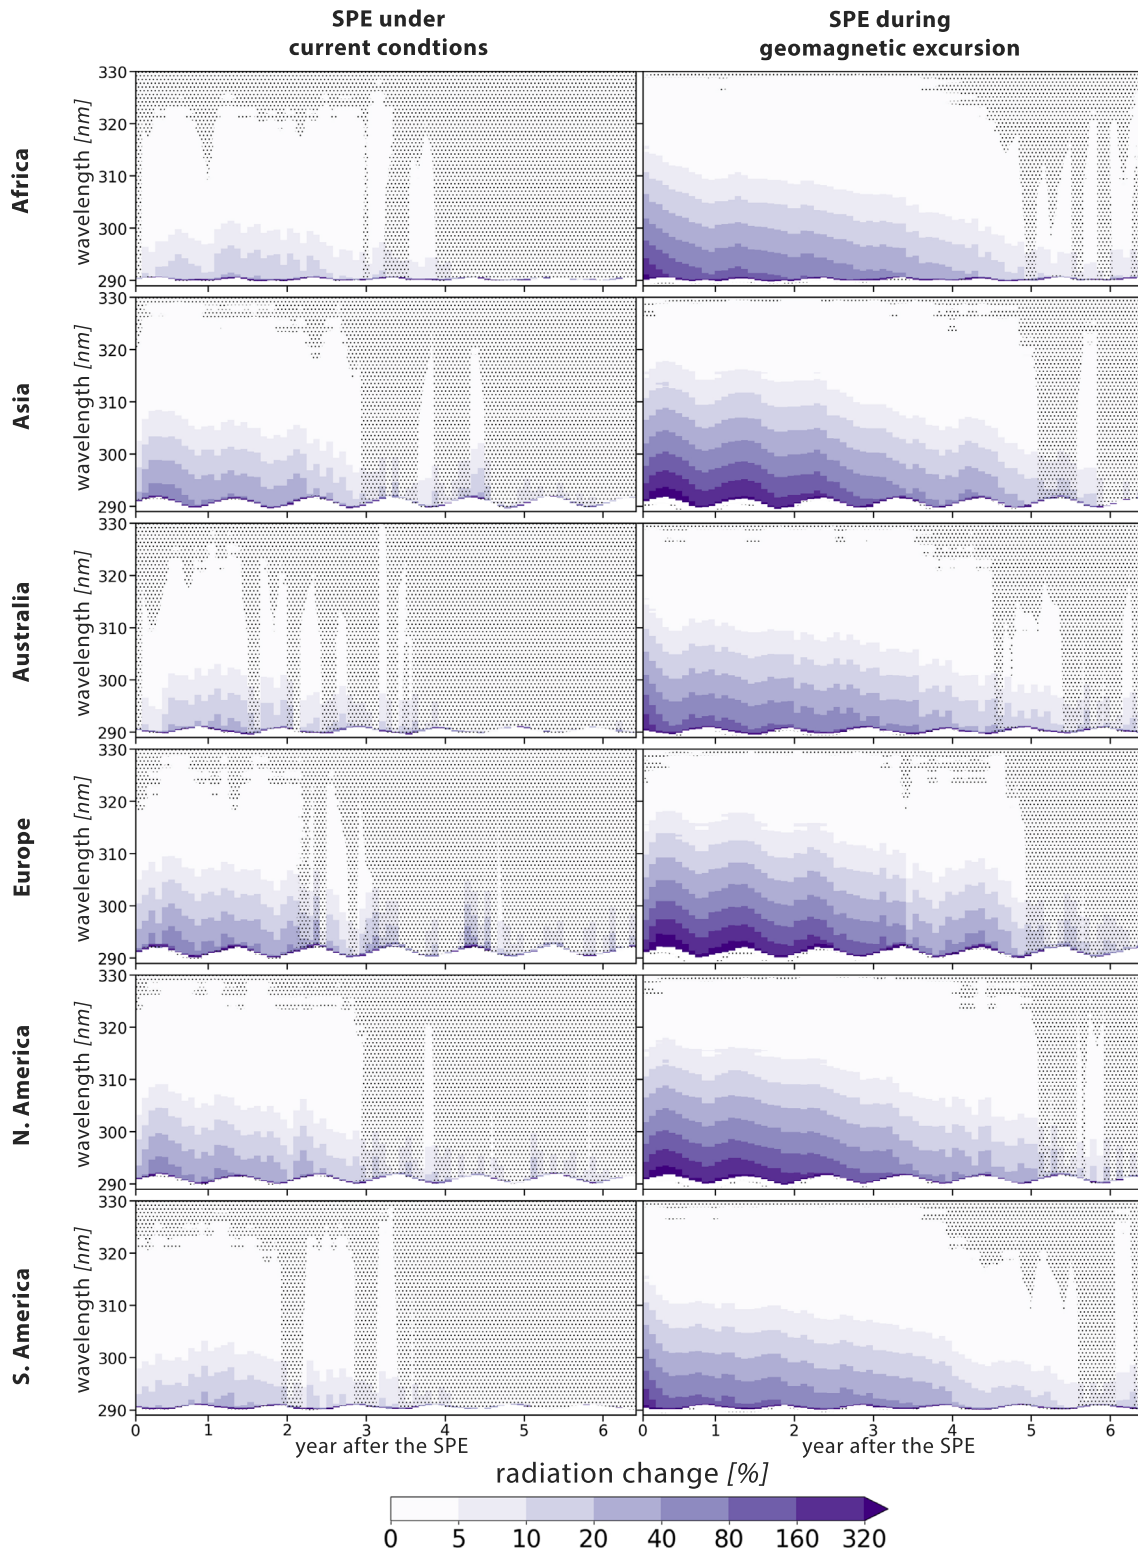 SPE under
current condtions
SPE during
geomagnetic excursion
Africa
wavelength [nm]
330
320
310
300
290
Asia
wavelength [nm]
330
320
310
300
290
Australia
wavelength [nm]
330
320
310
300
290
Europe
wavelength [nm]
330
320
310
300
290
N. America
wavelength [nm]
330
320
310
300
290
S. America
wavelength [nm]
330
320
310
300
290
0 1 2 3 4 5 6
0 1 2 3 4 5 6
year after the SPE
year after the SPE
radiation change [%]
0 5 10 20 40 80 160 320